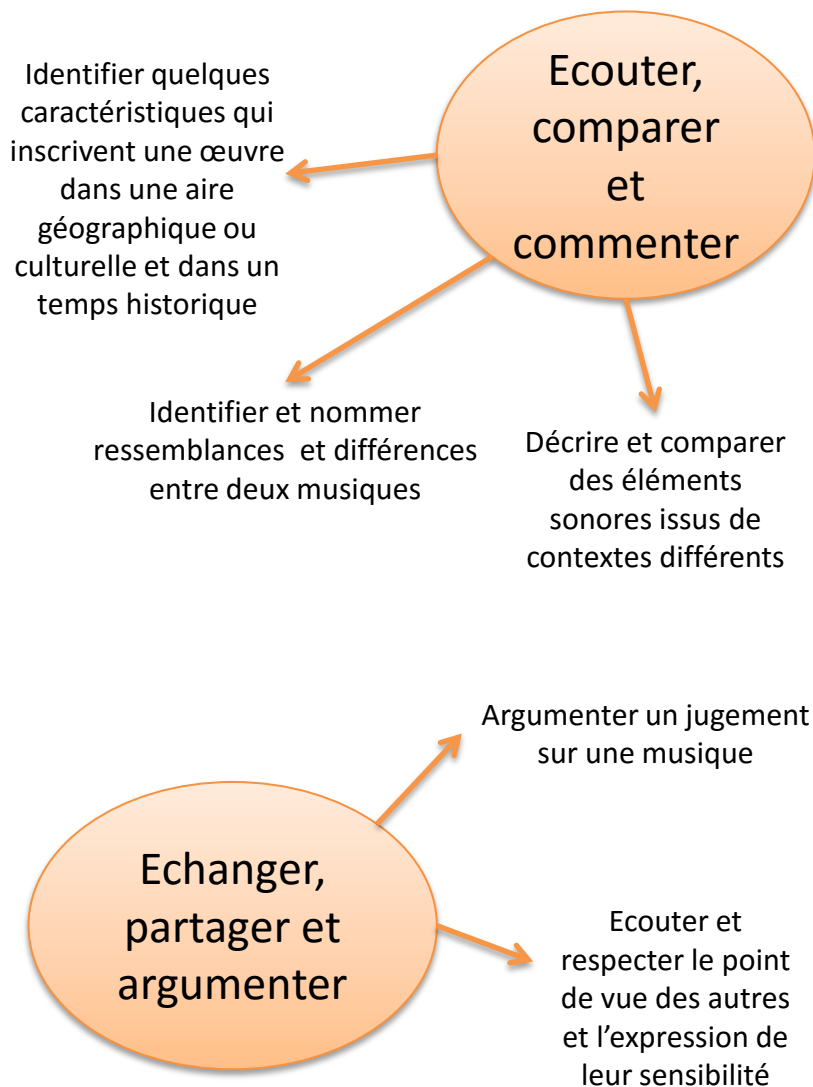 Ecouter,
comparer
et
commenter
Identifier quelques
caractéristiques qui
inscrivent une œuvre
dans une aire
géographique ou
culturelle et dans un
temps historique
Identifier et nommer
ressemblances et différences
entre deux musiques
Décrire et comparer
des éléments
sonores issus de
contextes différents
Argumenter un jugement
sur une musique
Echanger,
partager et
argumenter
Ecouter et
respecter le point
de vue des autres
et l’expression de
leur sensibilité